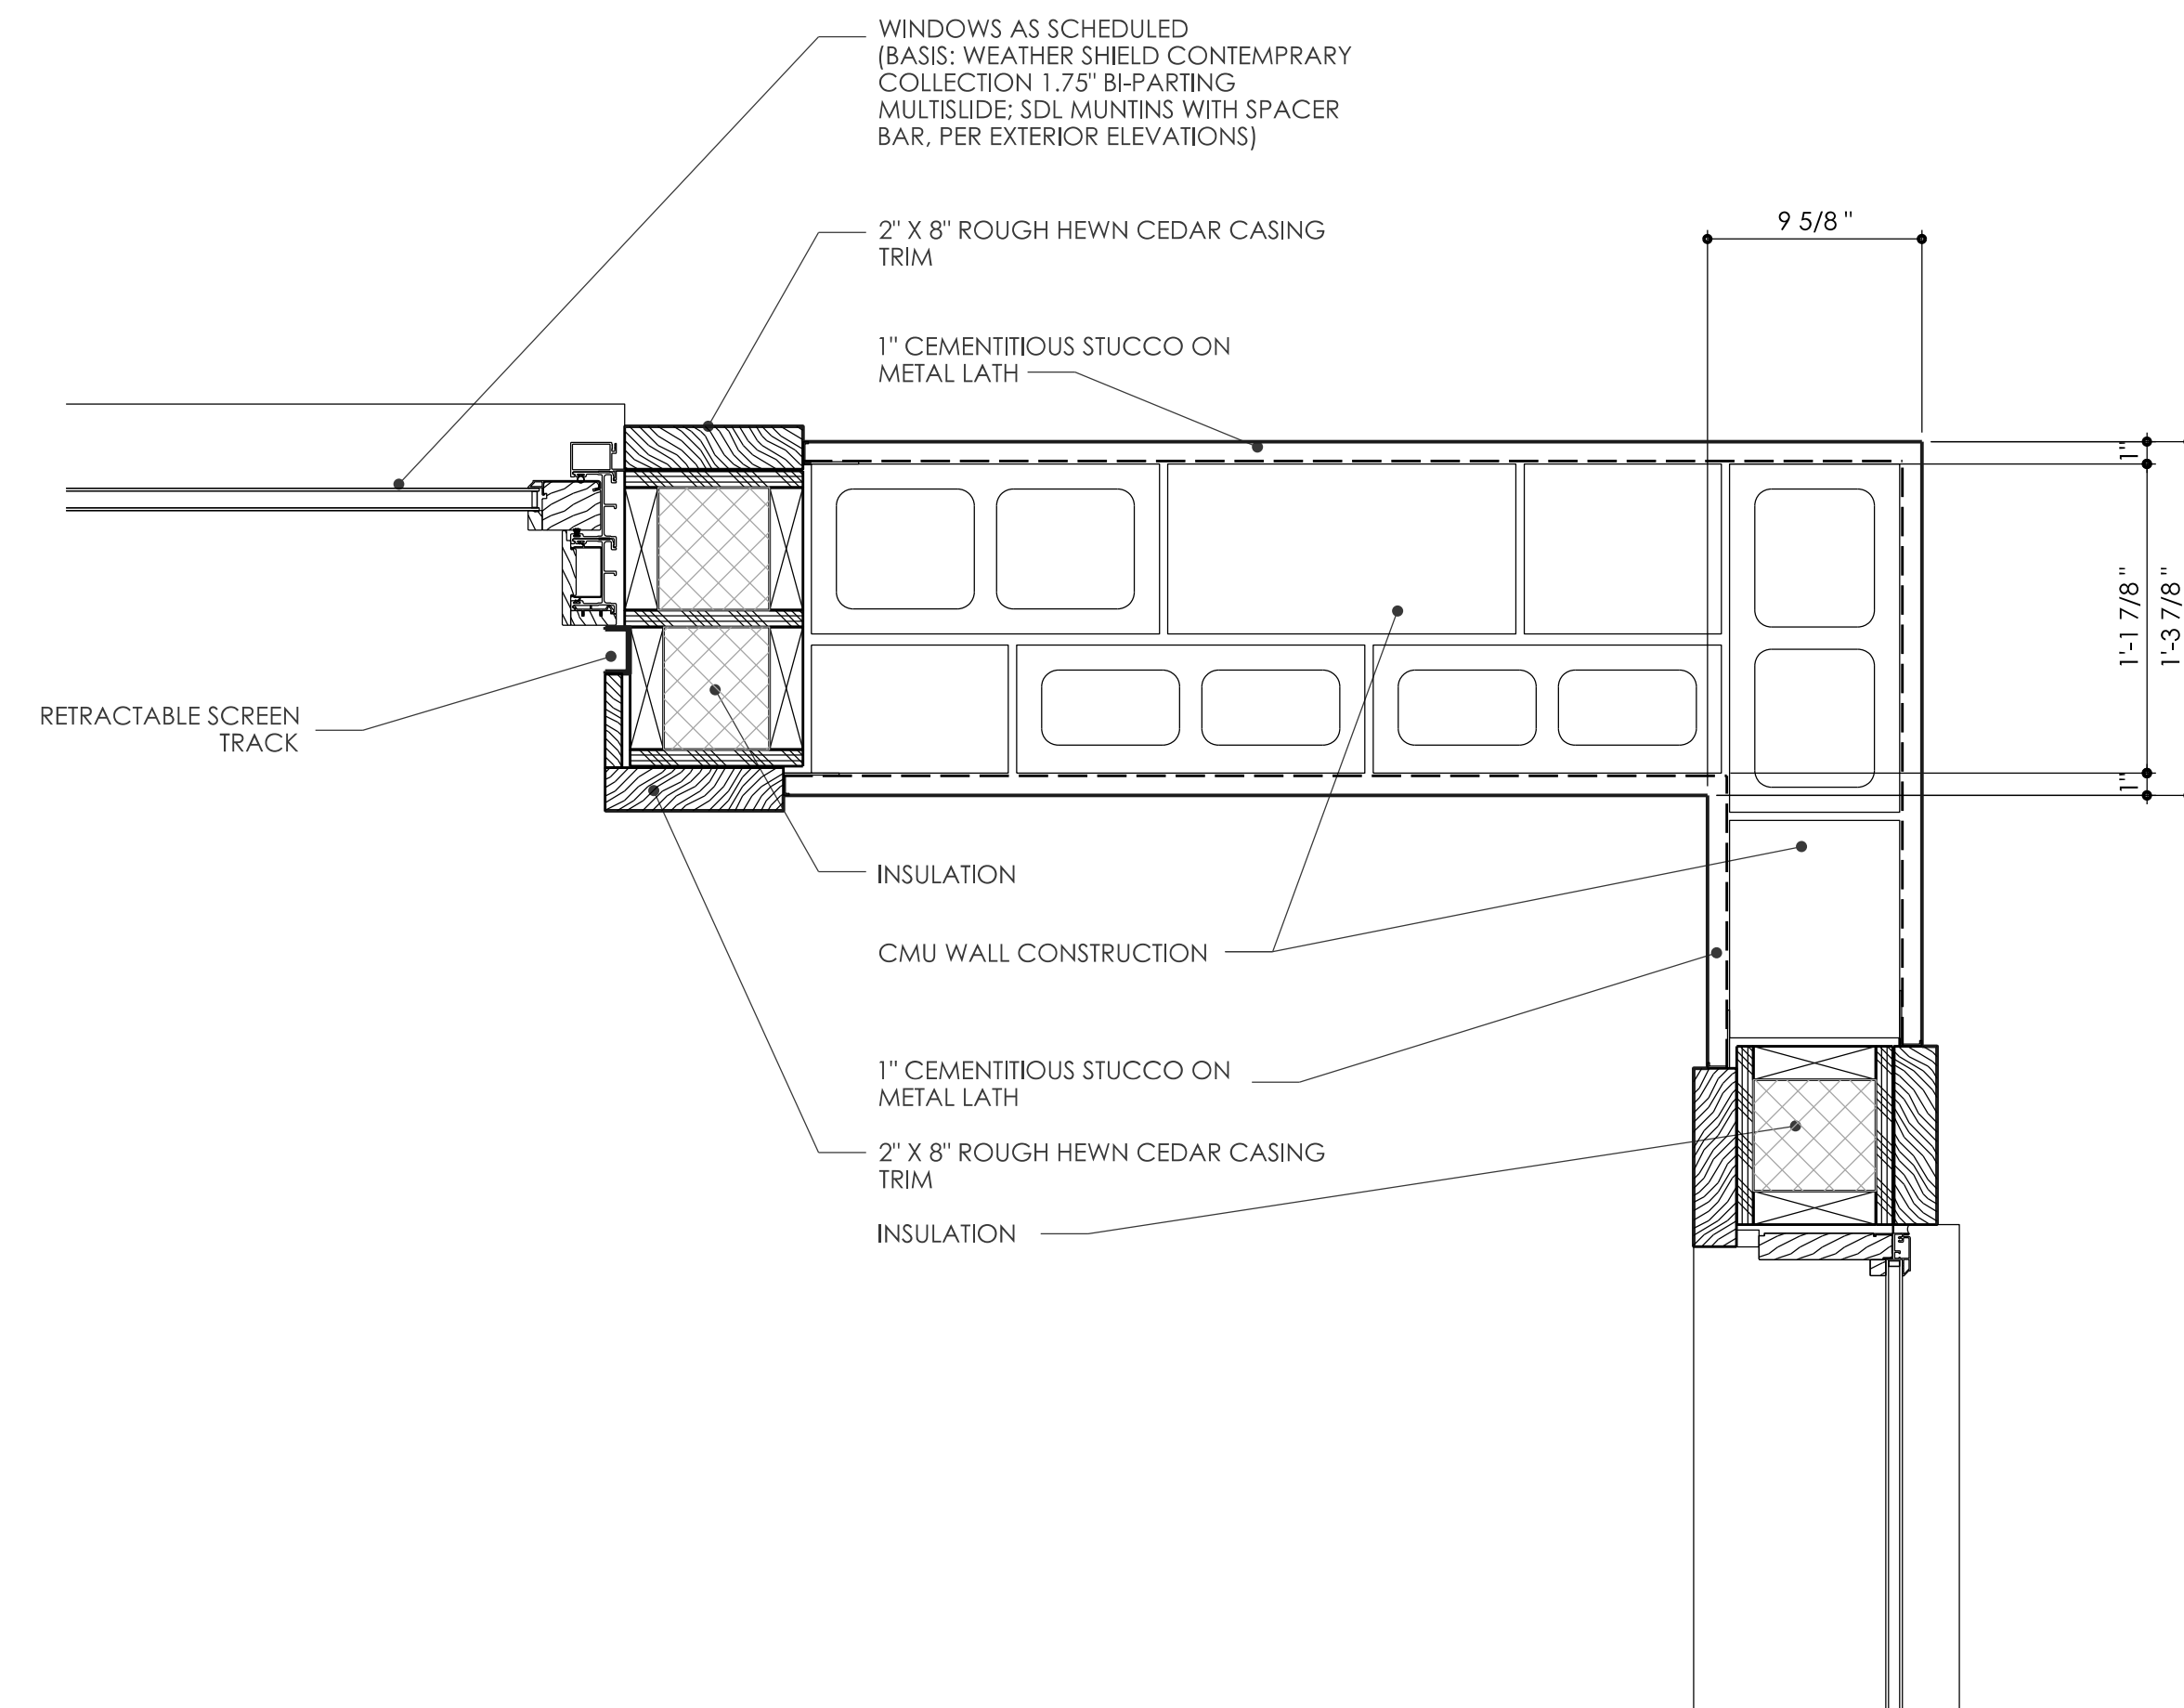 WINDOWS AS SCHEDULED
(BASIS: WEATHER SHIELD CONTEMPRARY
COLLECTION 1.75" BI-PARTING
MULTISLIDE; SDL MUNTINS WITH SPACER
BAR, PER EXTERIOR ELEVATIONS)
2" X 8" ROUGH HEWN CEDAR CASING
TRIM
9 5/8"
1" CEMENTITIOUS STUCCO ON
METAL LATH
1"
1'-1 7/8"
1'-3 7/8"
1"
RETRACTABLE SCREEN
TRACK
INSULATION
CMU WALL CONSTRUCTION
1" CEMENTITIOUS STUCCO ON
METAL LATH
2" X 8" ROUGH HEWN CEDAR CASING
TRIM
INSULATION